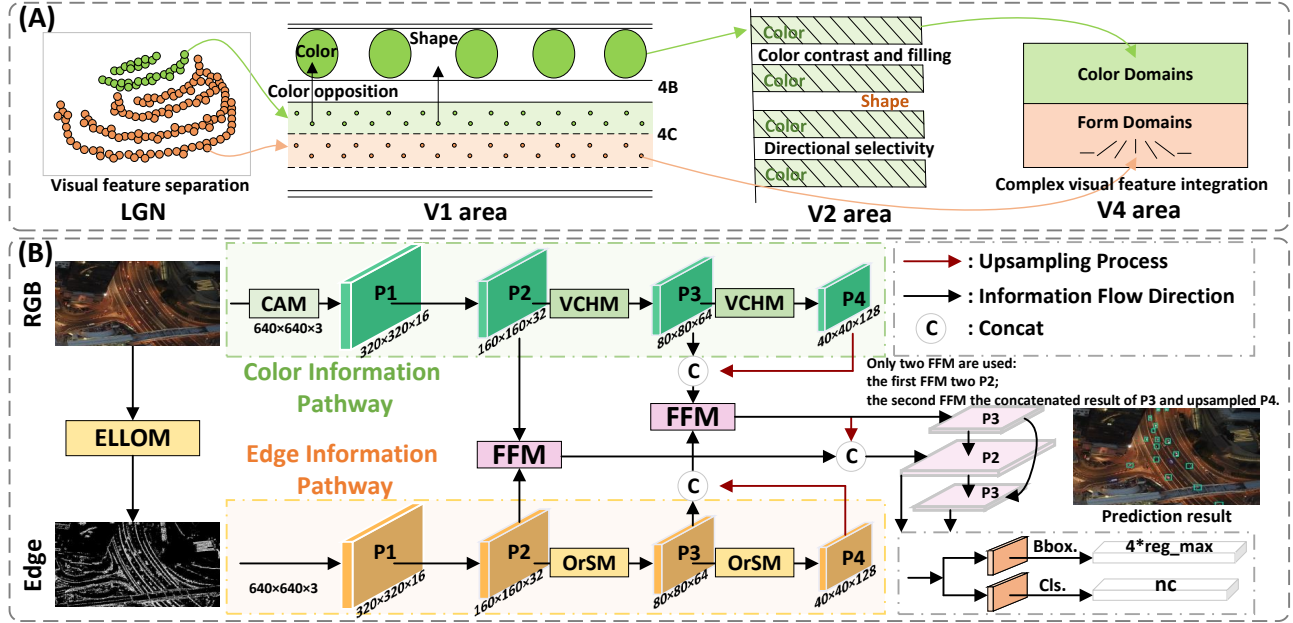 (A)
Color
Shape
Color opposition
4B
4C
Visual feature separation
LGN
V1 area
Color
Color contrast and filling
Color
Shape
Color
Directional selectivity
Color
V2 area
Color Domains
Form Domains
Complex visual feature integration
V4 area
(B)
RGB
CAM
640×640×3
P1
320×320×16
P2
160×160×32
VCHM
P3
80×80×64
VCHM
P4
40×40×128
: Upsampling Process
: Information Flow Direction
C
: Concat
Color Information
Pathway
C
Only two FFM are used:
the first FFM two P2;
the second FFM the concatenated result of P3 and upsampled P4.
ELLOM
FFM
P3
Edge Information
Pathway
FFM
C
P2
C
P3
Prediction result
Edge
640×640×3
P1
320×320×16
P2
160×160×32
OrSM
P3
80×80×64
OrSM
P4
40×40×128
Bbox.
4*reg_max
Cls.
nc